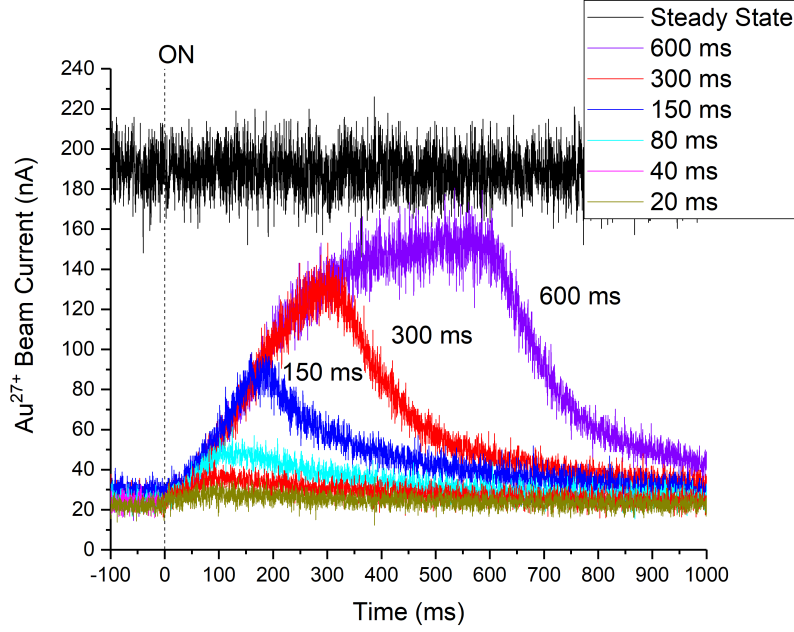 Steady State
600 ms
300 ms
150 ms
80 ms
40 ms
20 ms
ON
240
220
200
180
160
140
120
100
80
60
40
20
0
Au27+ Beam Current (nA)
600 ms
300 ms
150 ms
-100 0 100 200 300 400 500 600 700 800 900 1000
Time (ms)